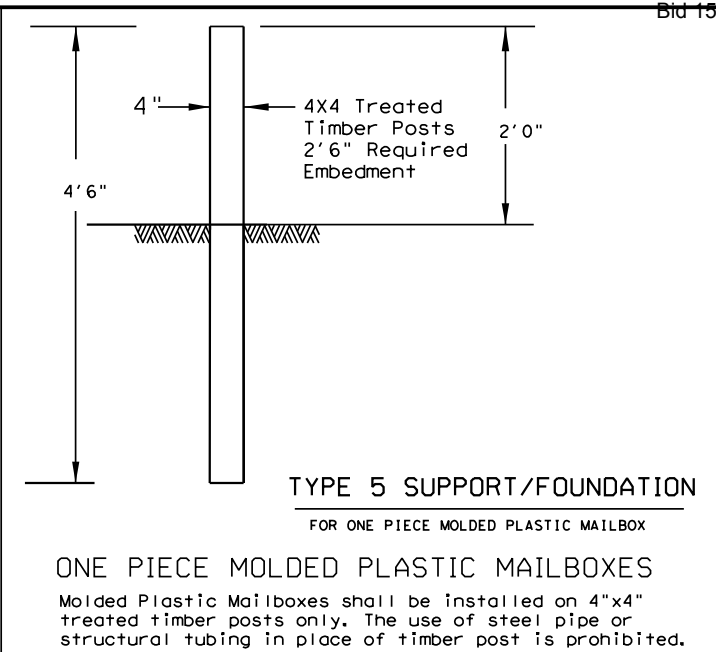 Bid 15
4"
4X4 Treated
Timber Posts
2'6" Required
Embedment
2'0"
4'6"
TYPE 5 SUPPORT/FOUNDATION
FOR ONE PIECE MOLDED PLASTIC MAILBOX
ONE PIECE MOLDED PLASTIC MAILBOXES
Molded Plastic Mailboxes shall be installed on 4"x4"
treated timber posts only. The use of steel pipe or
structural tubing in place of timber post is prohibited.